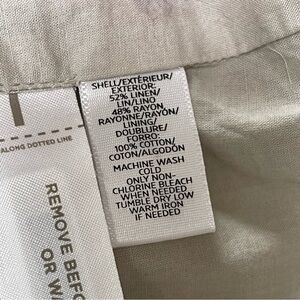 SHELL/EXTÉRIEUR/
EXTERIOR:
52% LINEN/
LIN/LINO
48% RAYON/
RAYONNE/RAYÓN/
LINING/
DOUBLURE/
FORRO:
100% COTTON/
COTON/ALGODÓN
MACHINE WASH
COLD
ONLY NON-
CHLORINE BLEACH
WHEN NEEDED
TUMBLE DRY LOW
WARM IRON
IF NEEDED
ALONG DOTTED LINE
REMOVE BEFO
OR WA